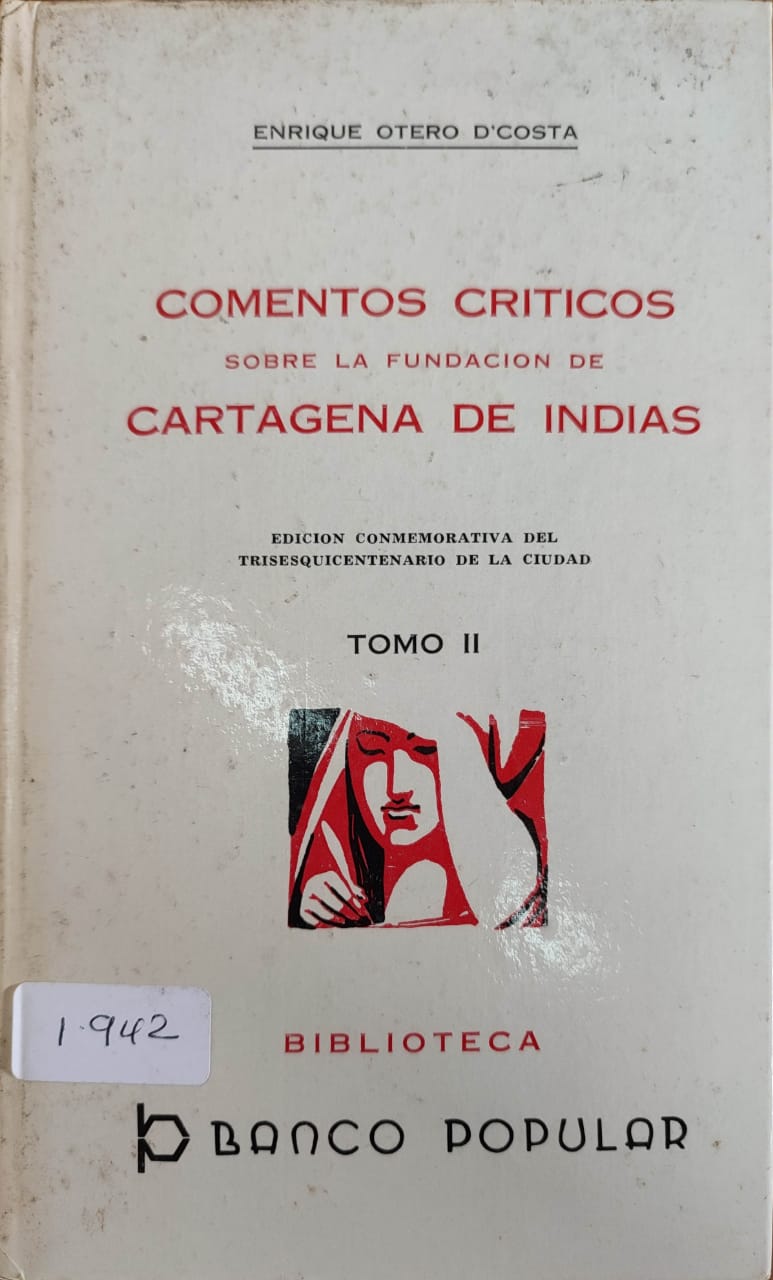 ENRIQUE OTERO D'COSTA
COMENTOS CRITICOS
SOBRE LA FUNDACION DE
CARTAGENA DE INDIAS
EDICION CONMEMORATIVA DEL
TRISESQUICENTENARIO DE LA CIUDAD
TOMO II
1.942
BIBLIOTECA
bp BANCO POPULAR